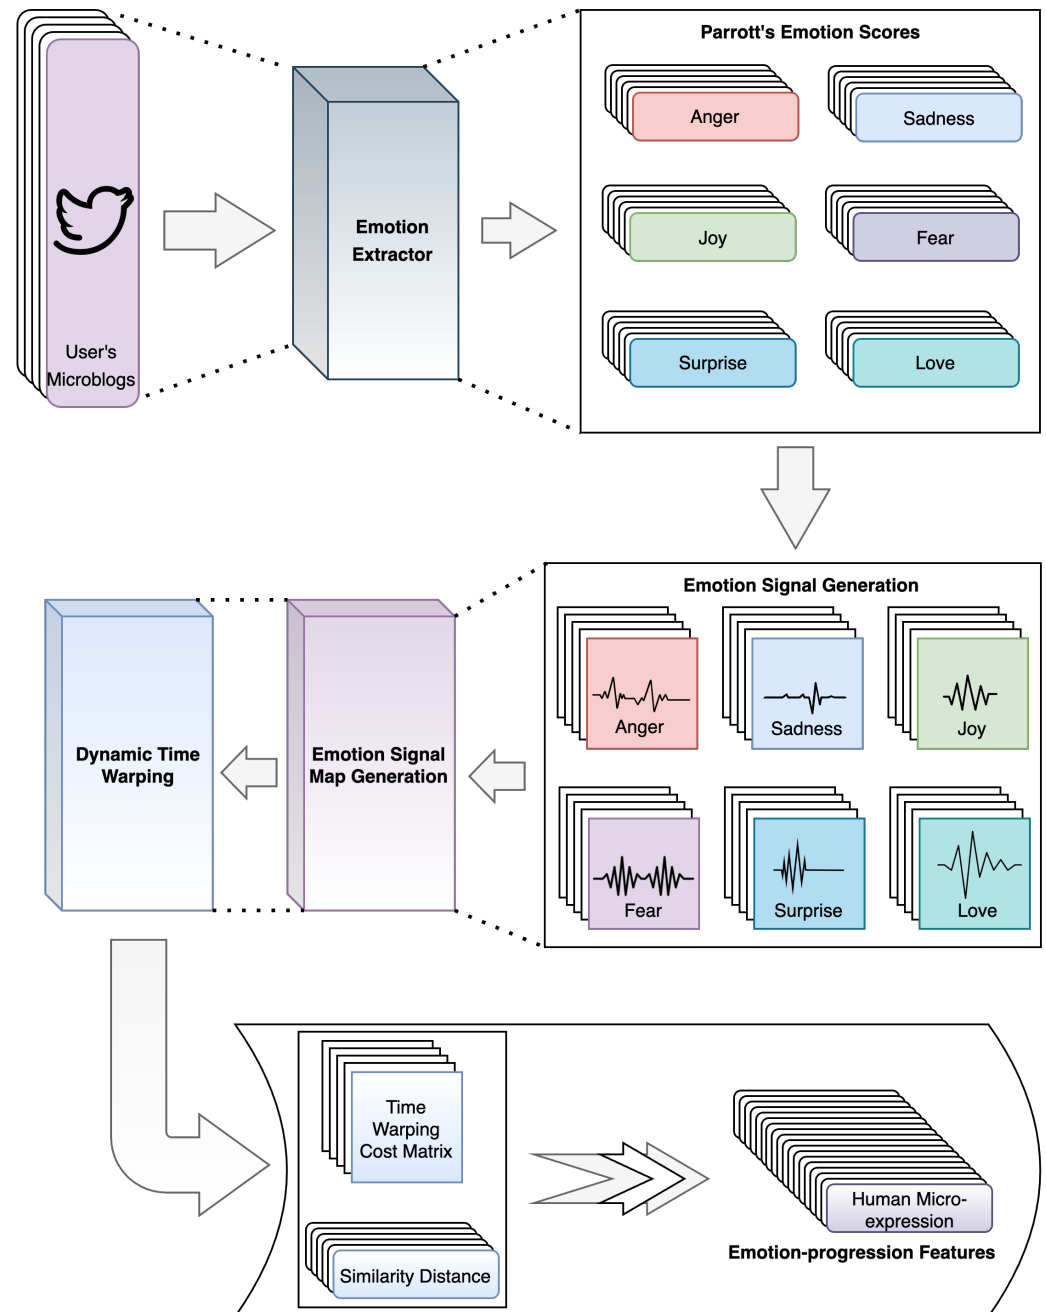 User's
Microblogs
Emotion
Extractor
Parrott's Emotion Scores
Anger
Sadness
Joy
Fear
Surprise
Love
Emotion Signal Generation
Anger
Sadness
Joy
Fear
Surprise
Love
Emotion Signal
Map Generation
Dynamic Time
Warping
Time
Warping
Cost Matrix
Similarity Distance
Human Micro-
expression
Emotion-progression Features